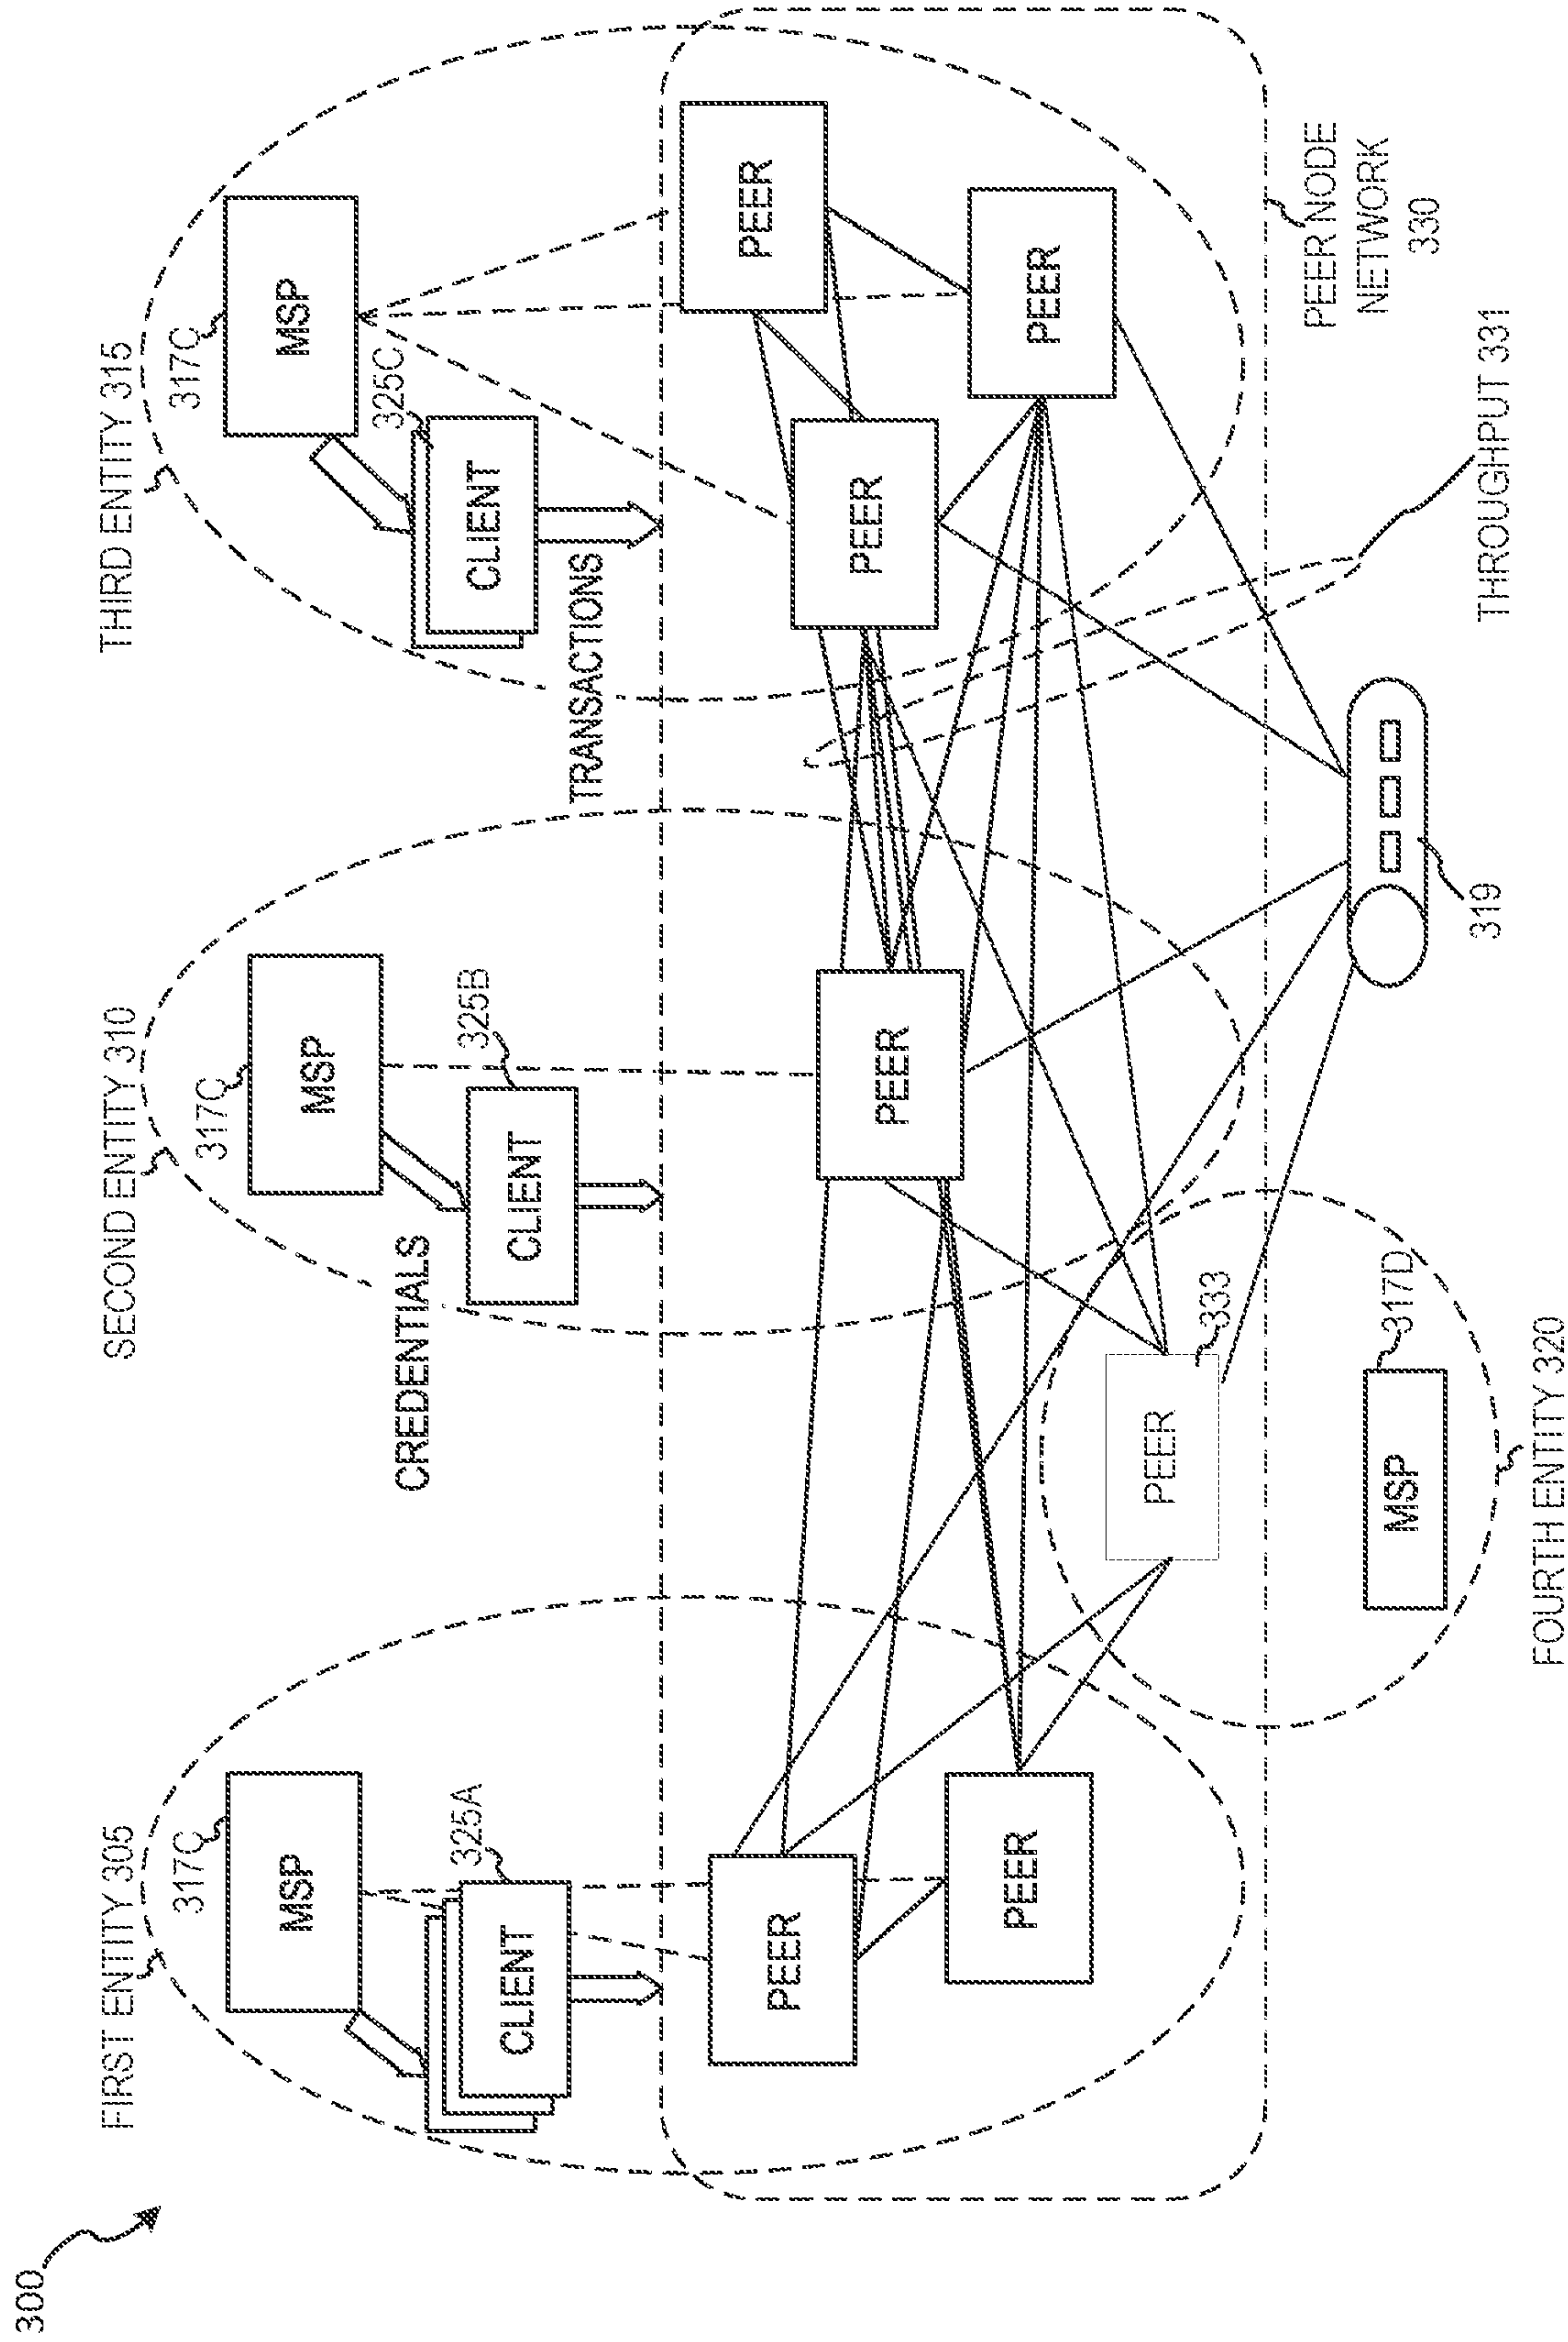 300
FIRST ENTITY 305
317C
MSP
325A
CLIENT
PEER
PEER
SECOND ENTITY 310
317C
MSP
325B
CREDENTIALS
CLIENT
PEER
THIRD ENTITY 315
317C
MSP
325C
CLIENT
TRANSACTIONS
PEER
PEER
PEER
PEER
333
MSP
317D
FOURTH ENTITY 320
319
THROUGHPUT 331
PEER NODE
NETWORK
330